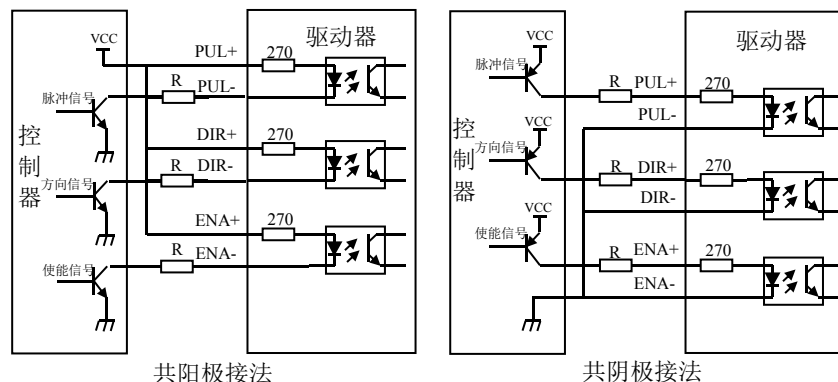 VCC
PUL+
270
驱动器
脉冲信号
R
PUL-
控制器
DIR+
270
方向信号
R
DIR-
ENA+
270
使能信号
R
ENA-
共阳极接法
VCC
驱动器
脉冲信号
R
PUL+
270
PUL-
控制器
VCC
方向信号
R
DIR+
270
DIR-
VCC
使能信号
R
ENA+
270
ENA-
共阴极接法